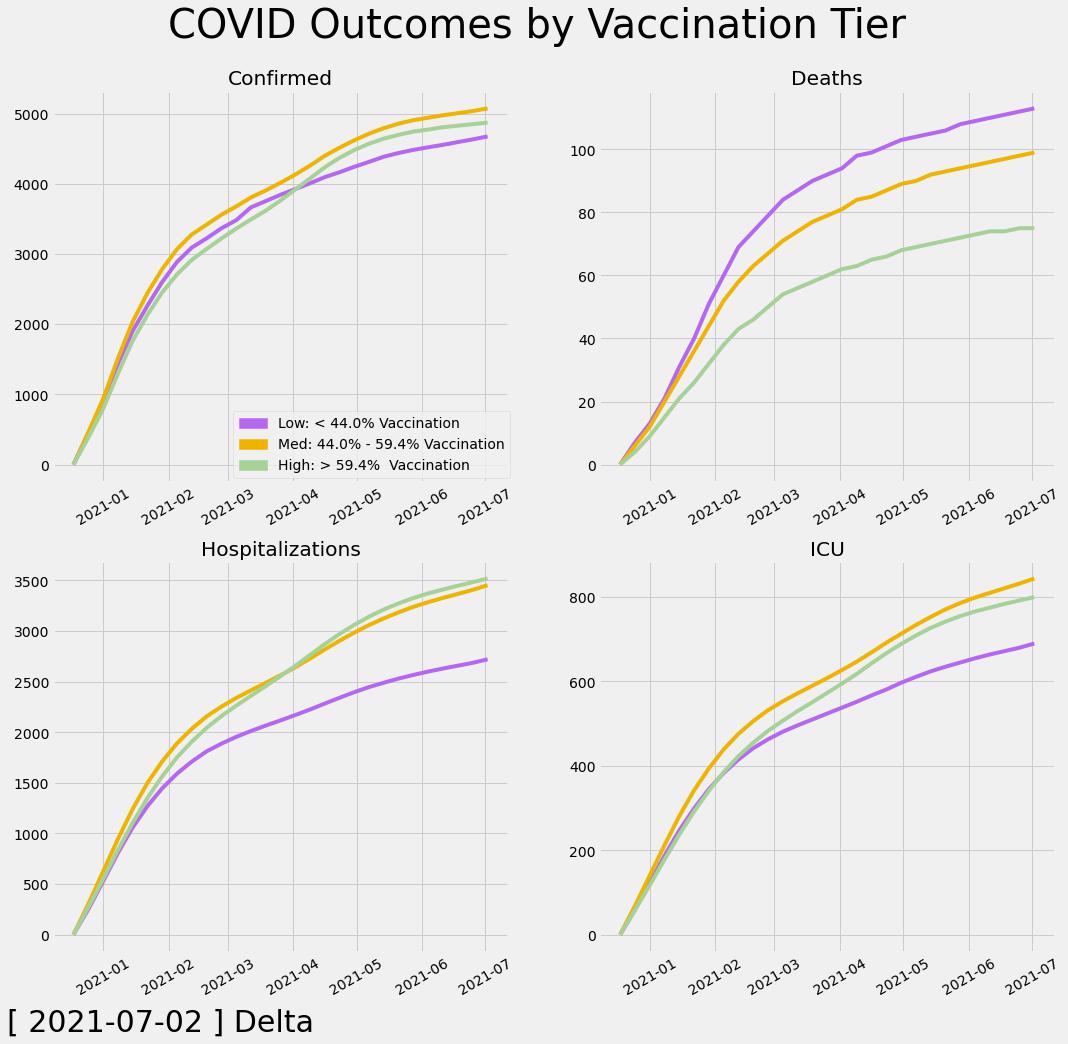 COVID Outcomes by Vaccination Tier
Confirmed
5000
4000
3000
2000
1000
0
Low: < 44.0% Vaccination
Med: 44.0% - 59.4% Vaccination
High: > 59.4%  Vaccination
2021-01 2021-02 2021-03 2021-04 2021-05 2021-06 2021-07
Deaths
100
80
60
40
20
0
2021-01 2021-02 2021-03 2021-04 2021-05 2021-06 2021-07
Hospitalizations
3500
3000
2500
2000
1500
1000
500
0
2021-01 2021-02 2021-03 2021-04 2021-05 2021-06 2021-07
ICU
800
600
400
200
0
2021-01 2021-02 2021-03 2021-04 2021-05 2021-06 2021-07
[ 2021-07-02 ] Delta